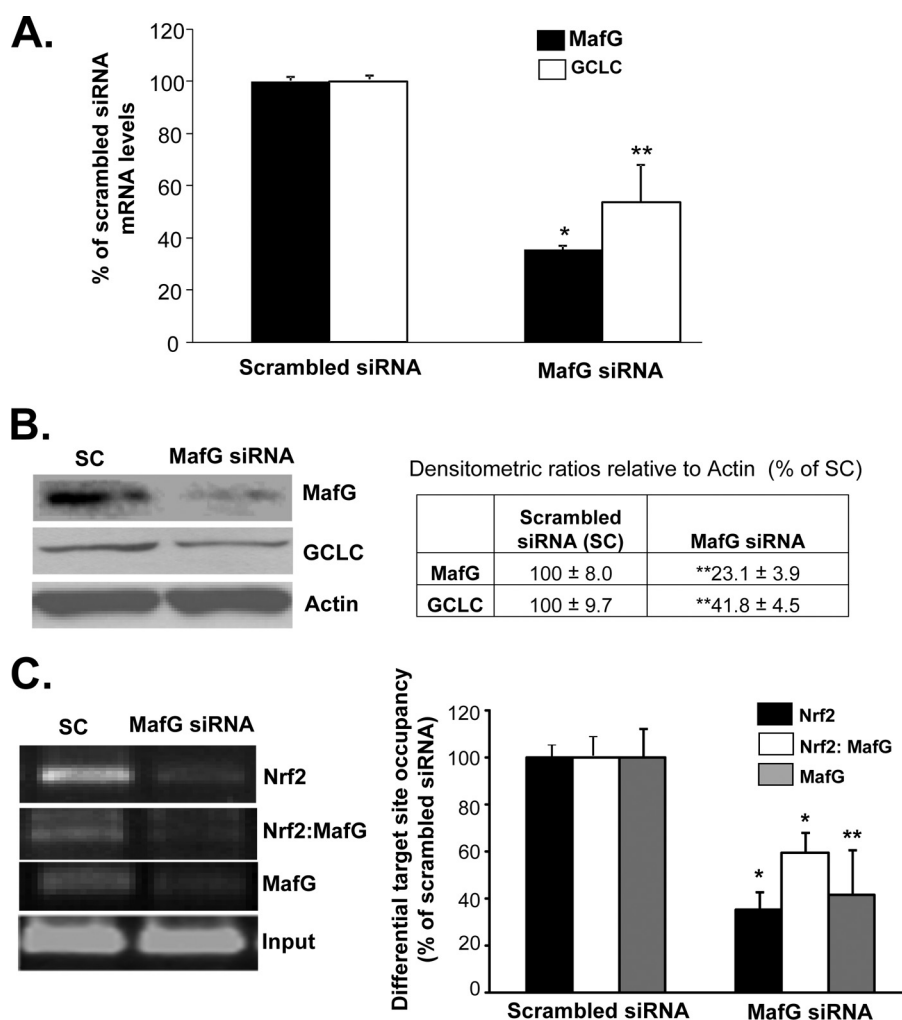 A.
% of scrambled siRNA
mRNA levels
120
100
80
60
40
20
0
MafG
GCLC
*
**
Scrambled siRNA
MafG siRNA
B.
SC
MafG siRNA
MafG
GCLC
Actin
Densitometric ratios relative to Actin (% of SC)
Scrambled
siRNA (SC)
MafG siRNA
MafG
100 ± 8.0
**23.1 ± 3.9
GCLC
100 ± 9.7
**41.8 ± 4.5
C.
SC
MafG siRNA
Nrf2
Nrf2:MafG
MafG
Input
Differential target site occupancy
(% of scrambled siRNA)
120
100
80
60
40
20
0
Nrf2
Nrf2: MafG
MafG
*
*
**
Scrambled siRNA
MafG siRNA